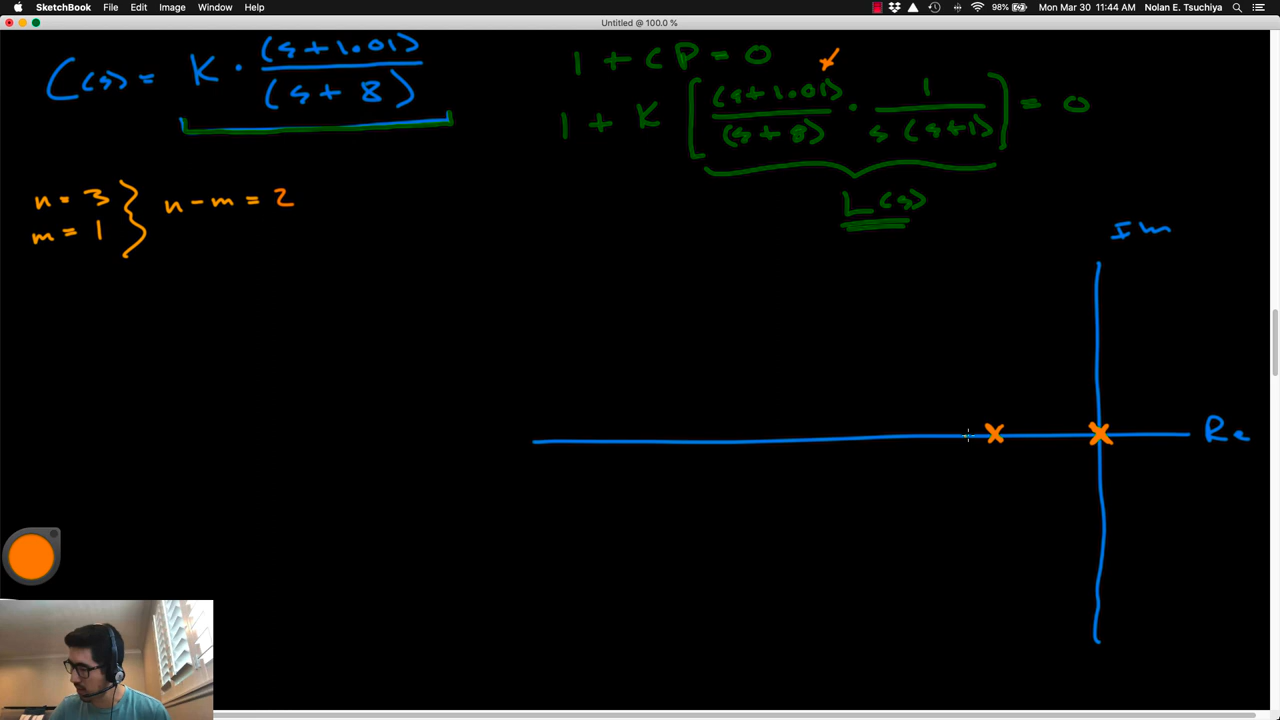 SketchBook File Edit Image Window Help 98% Mon Mar 30 11:44 AM Nolan E. Tsuchiya
Untitled @ 100.0 %
C(s) = K · (s+1.01) / (s+8)
1 + CP = 0
1 + K [ (s+1.01) / (s+8) · 1 / s(s+1) ] = 0
L(s)
n = 3
m = 1
n - m = 2
Im
Re